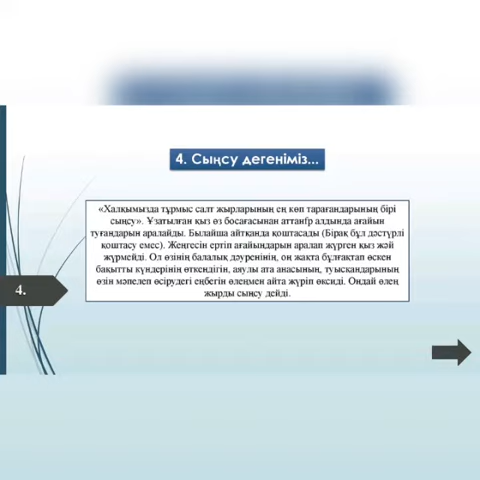 4. Сыңсу дегеніміз...
«Халқымызда тұрмыс салт жырларының ең көп тарағандарының бірі
сыңсу». Ұзатылған қыз өз босағасынан аттанґр алдында ағайын
туғандарын аралайды. Былайша айтқанда қоштасады (Бірақ бұл дәстүрлі
қоштасу емес). Жеңгесін ертіп ағайындарын аралап жүрген қыз жәй
жүрмейді. Ол өзінің балалық дәуренінің, оң жақта бұлғақтап өскен
бақытты күндерінің өткендігін, аяулы ата анасының, туысқандарының
өзін мәпелеп өсірудегі еңбегін өлеңмен айта жүріп өксиді. Ондай өлең
жырды сыңсу дейді.
4.